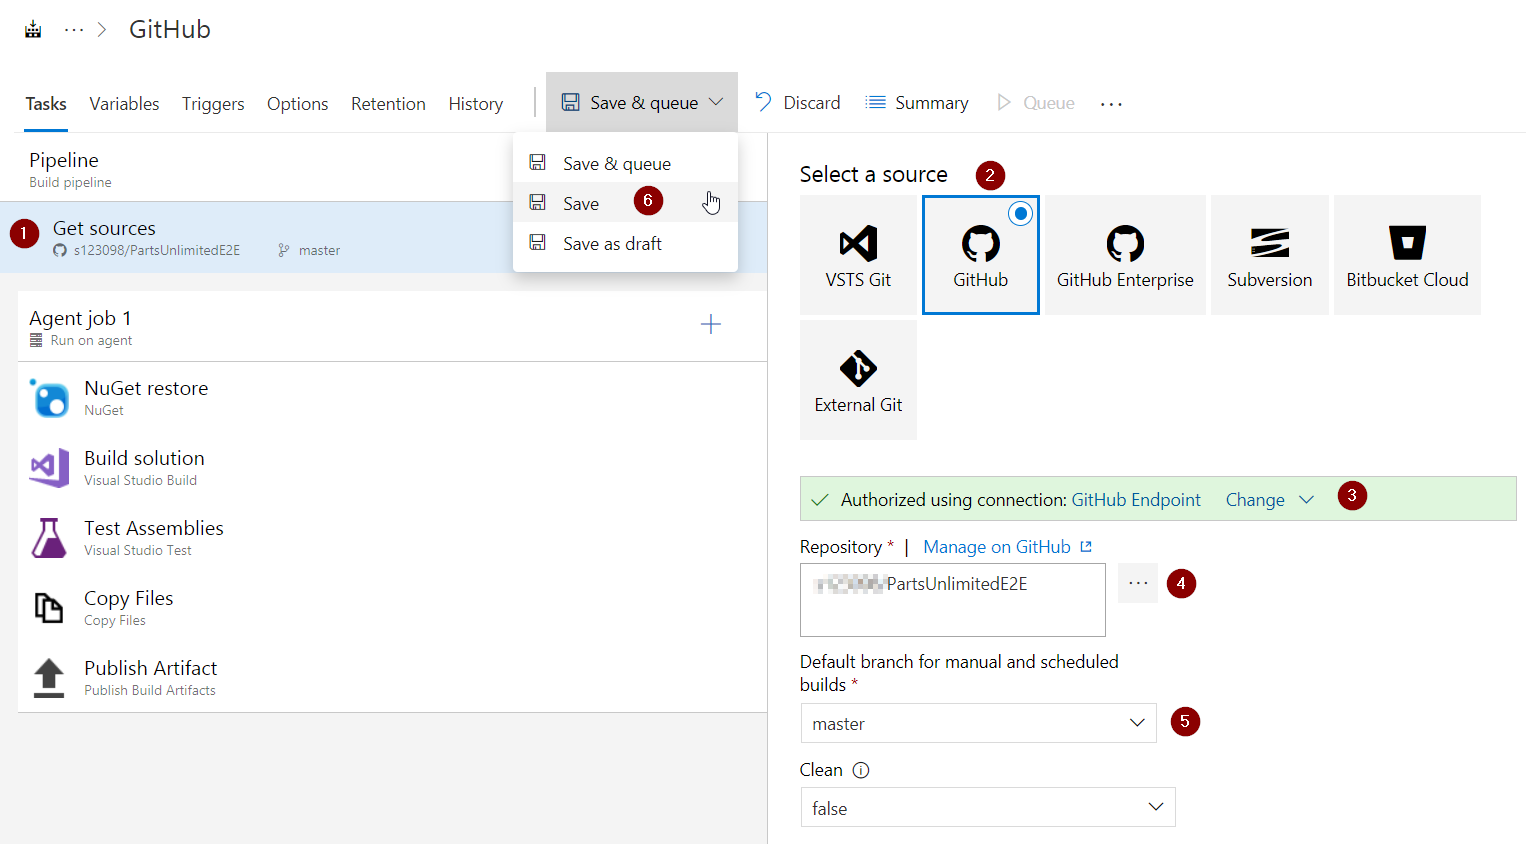 ··· > GitHub
Tasks Variables Triggers Options Retention History Save & queue Discard Summary Queue ···
Pipeline
Build pipeline
1 Get sources
s123098/PartsUnlimitedE2E master
Save & queue
Save 6
Save as draft
Agent job 1 +
Run on agent
NuGet restore
NuGet
Build solution
Visual Studio Build
Test Assemblies
Visual Studio Test
Copy Files
Copy Files
Publish Artifact
Publish Build Artifacts
Select a source 2
VSTS Git GitHub GitHub Enterprise Subversion Bitbucket Cloud
External Git
Authorized using connection: GitHub Endpoint Change 3
Repository * | Manage on GitHub
PartsUnlimitedE2E ··· 4
Default branch for manual and scheduled
builds *
master 5
Clean
false